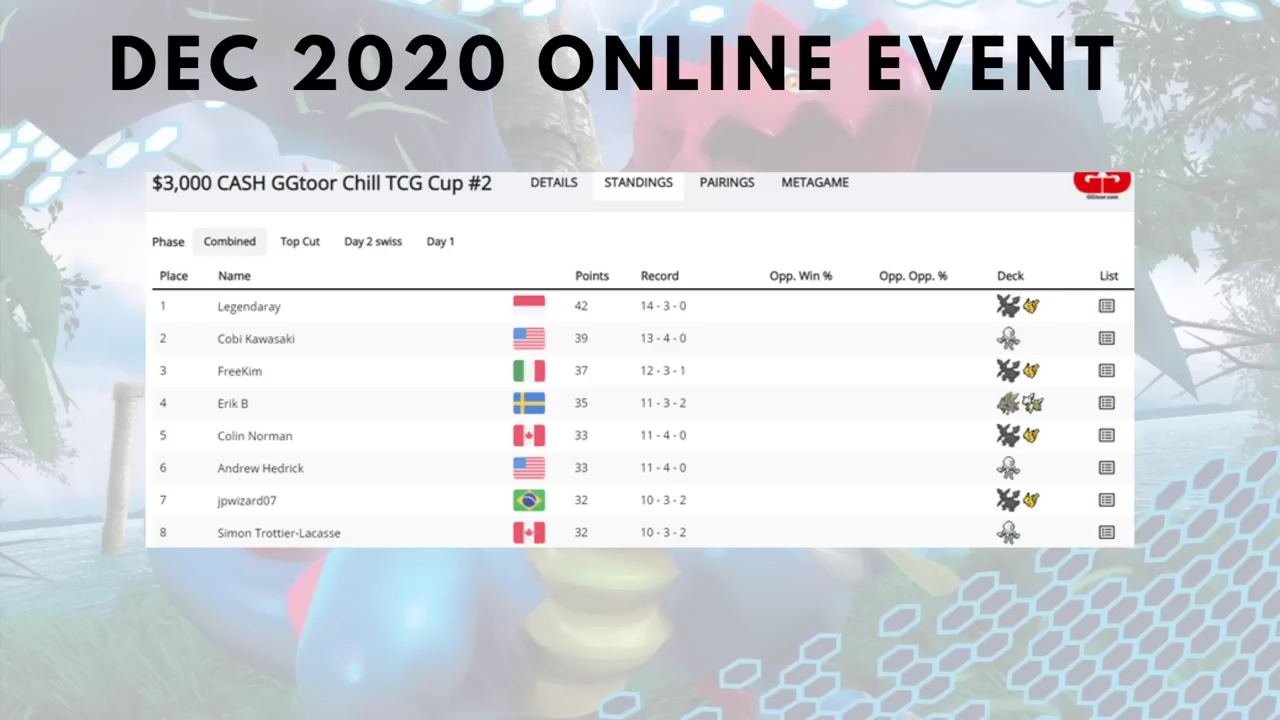 DEC 2020 ONLINE EVENT
$3,000 CASH GGtoor Chill TCG Cup #2 DETAILS STANDINGS PAIRINGS METAGAME
GGtoor.com
Phase Combined Top Cut Day 2 swiss Day 1
Place Name Points Record Opp. Win % Opp. Opp. % Deck List
1 Legendaray 42 14 - 3 - 0
2 Cobi Kawasaki 39 13 - 4 - 0
3 FreeKim 37 12 - 3 - 1
4 Erik B 35 11 - 3 - 2
5 Colin Norman 33 11 - 4 - 0
6 Andrew Hedrick 33 11 - 4 - 0
7 jpwizard07 32 10 - 3 - 2
8 Simon Trottier-Lacasse 32 10 - 3 - 2